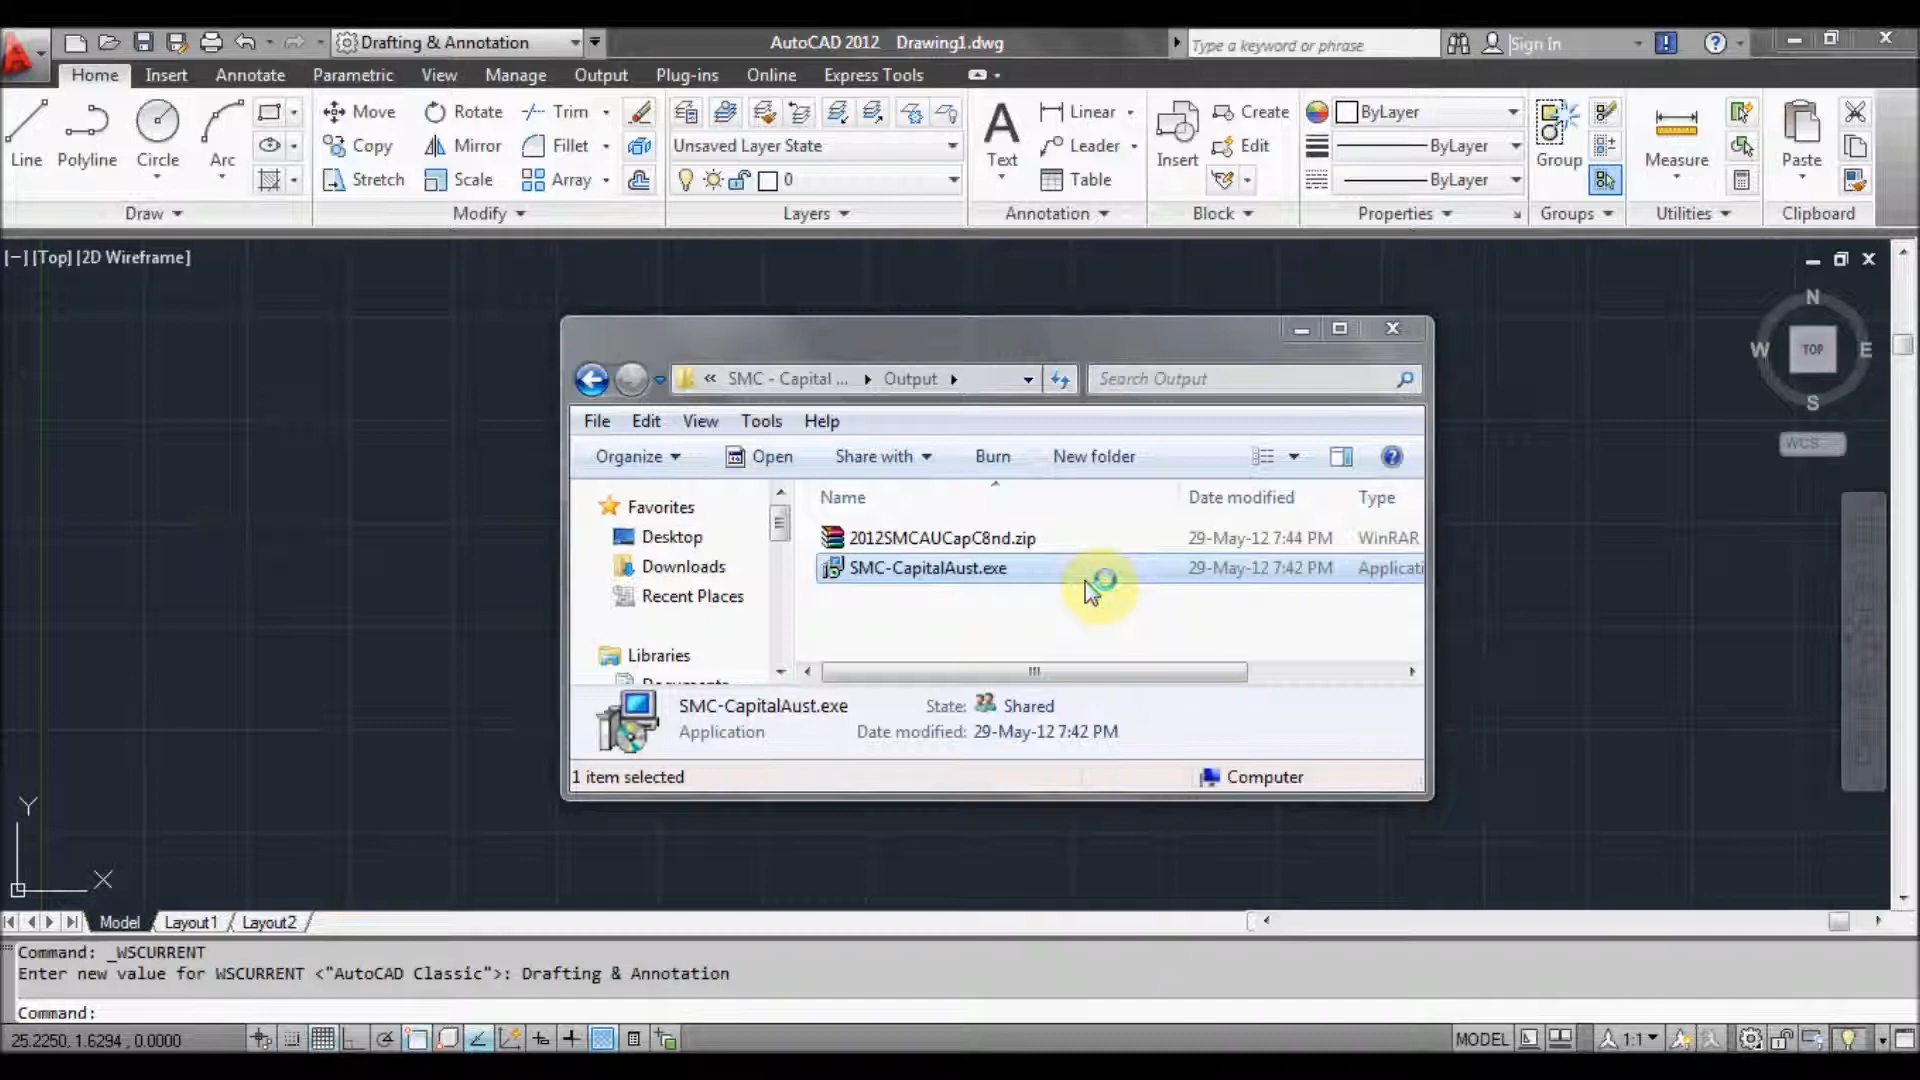 Drafting & Annotation
AutoCAD 2012 Drawing1.dwg
Type a keyword or phrase
Sign In
Home Insert Annotate Parametric View Manage Output Plug-ins Online Express Tools
Line Polyline Circle Arc
Move Rotate Trim
Copy Mirror Fillet
Stretch Scale Array
Unsaved Layer State
0
Text
Linear
Leader
Table
Insert
Create
Edit
ByLayer
ByLayer
ByLayer
Group
Measure
Paste
Draw Modify Layers Annotation Block Properties Groups Utilities Clipboard
[−] [Top] [2D Wireframe]
N
W TOP E
S
WCS
« SMC - Capital ... Output
Search Output
File Edit View Tools Help
Organize Open Share with Burn New folder
Favorites
Desktop
Downloads
Recent Places
Libraries
Name Date modified Type
2012SMCAUCapC8nd.zip 29-May-12 7:44 PM WinRAR
SMC-CapitalAust.exe 29-May-12 7:42 PM Applicati
SMC-CapitalAust.exe State: Shared
Application Date modified: 29-May-12 7:42 PM
1 item selected Computer
Y
X
Model Layout1 Layout2
Command: _WSCURRENT
Enter new value for WSCURRENT <"AutoCAD Classic">: Drafting & Annotation
Command:
25.2250, 1.6294 , 0.0000
MODEL
1:1